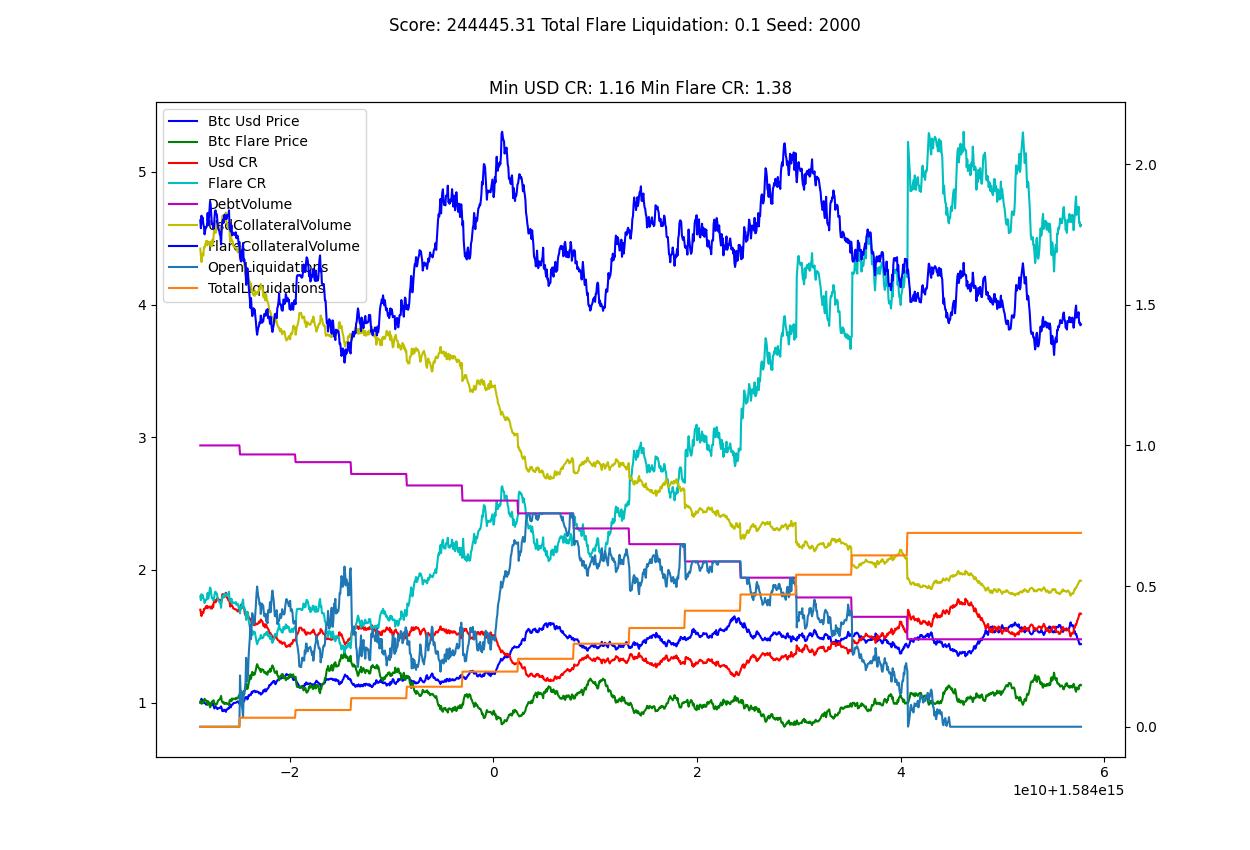 Score: 244445.31 Total Flare Liquidation: 0.1 Seed: 2000
Min USD CR: 1.16 Min Flare CR: 1.38
Btc Usd Price
Btc Flare Price
Usd CR
Flare CR
DebtVolume
UsdCollateralVolume
FlareCollateralVolume
OpenLiquidations
TotalLiquidations
5
4
3
2
1
2.0
1.5
1.0
0.5
0.0
−2
0
2
4
6
1e10+1.584e15